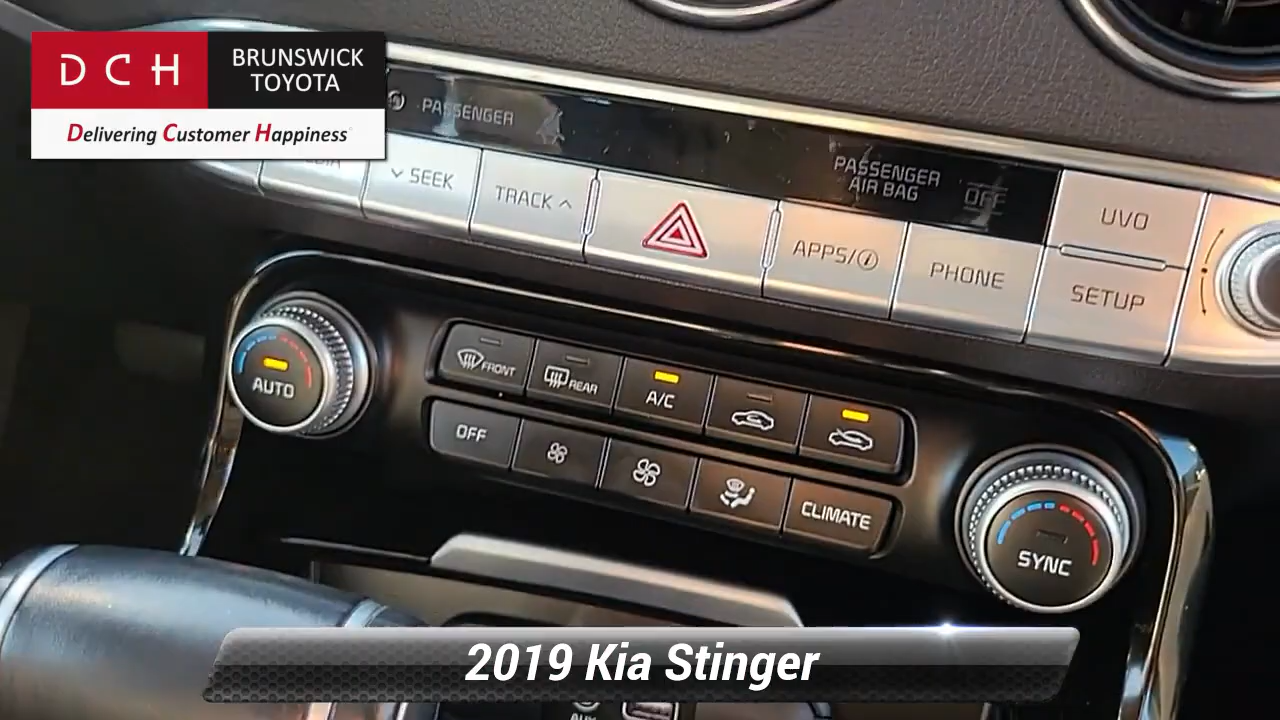 DCH
BRUNSWICK
TOYOTA
Delivering Customer Happiness
PASSENGER
PASSENGER
AIR BAG OFF
SEEK
TRACK
APPS/i
PHONE
UVO
SETUP
AUTO
FRONT
REAR
A/C
OFF
CLIMATE
SYNC
2019 Kia Stinger